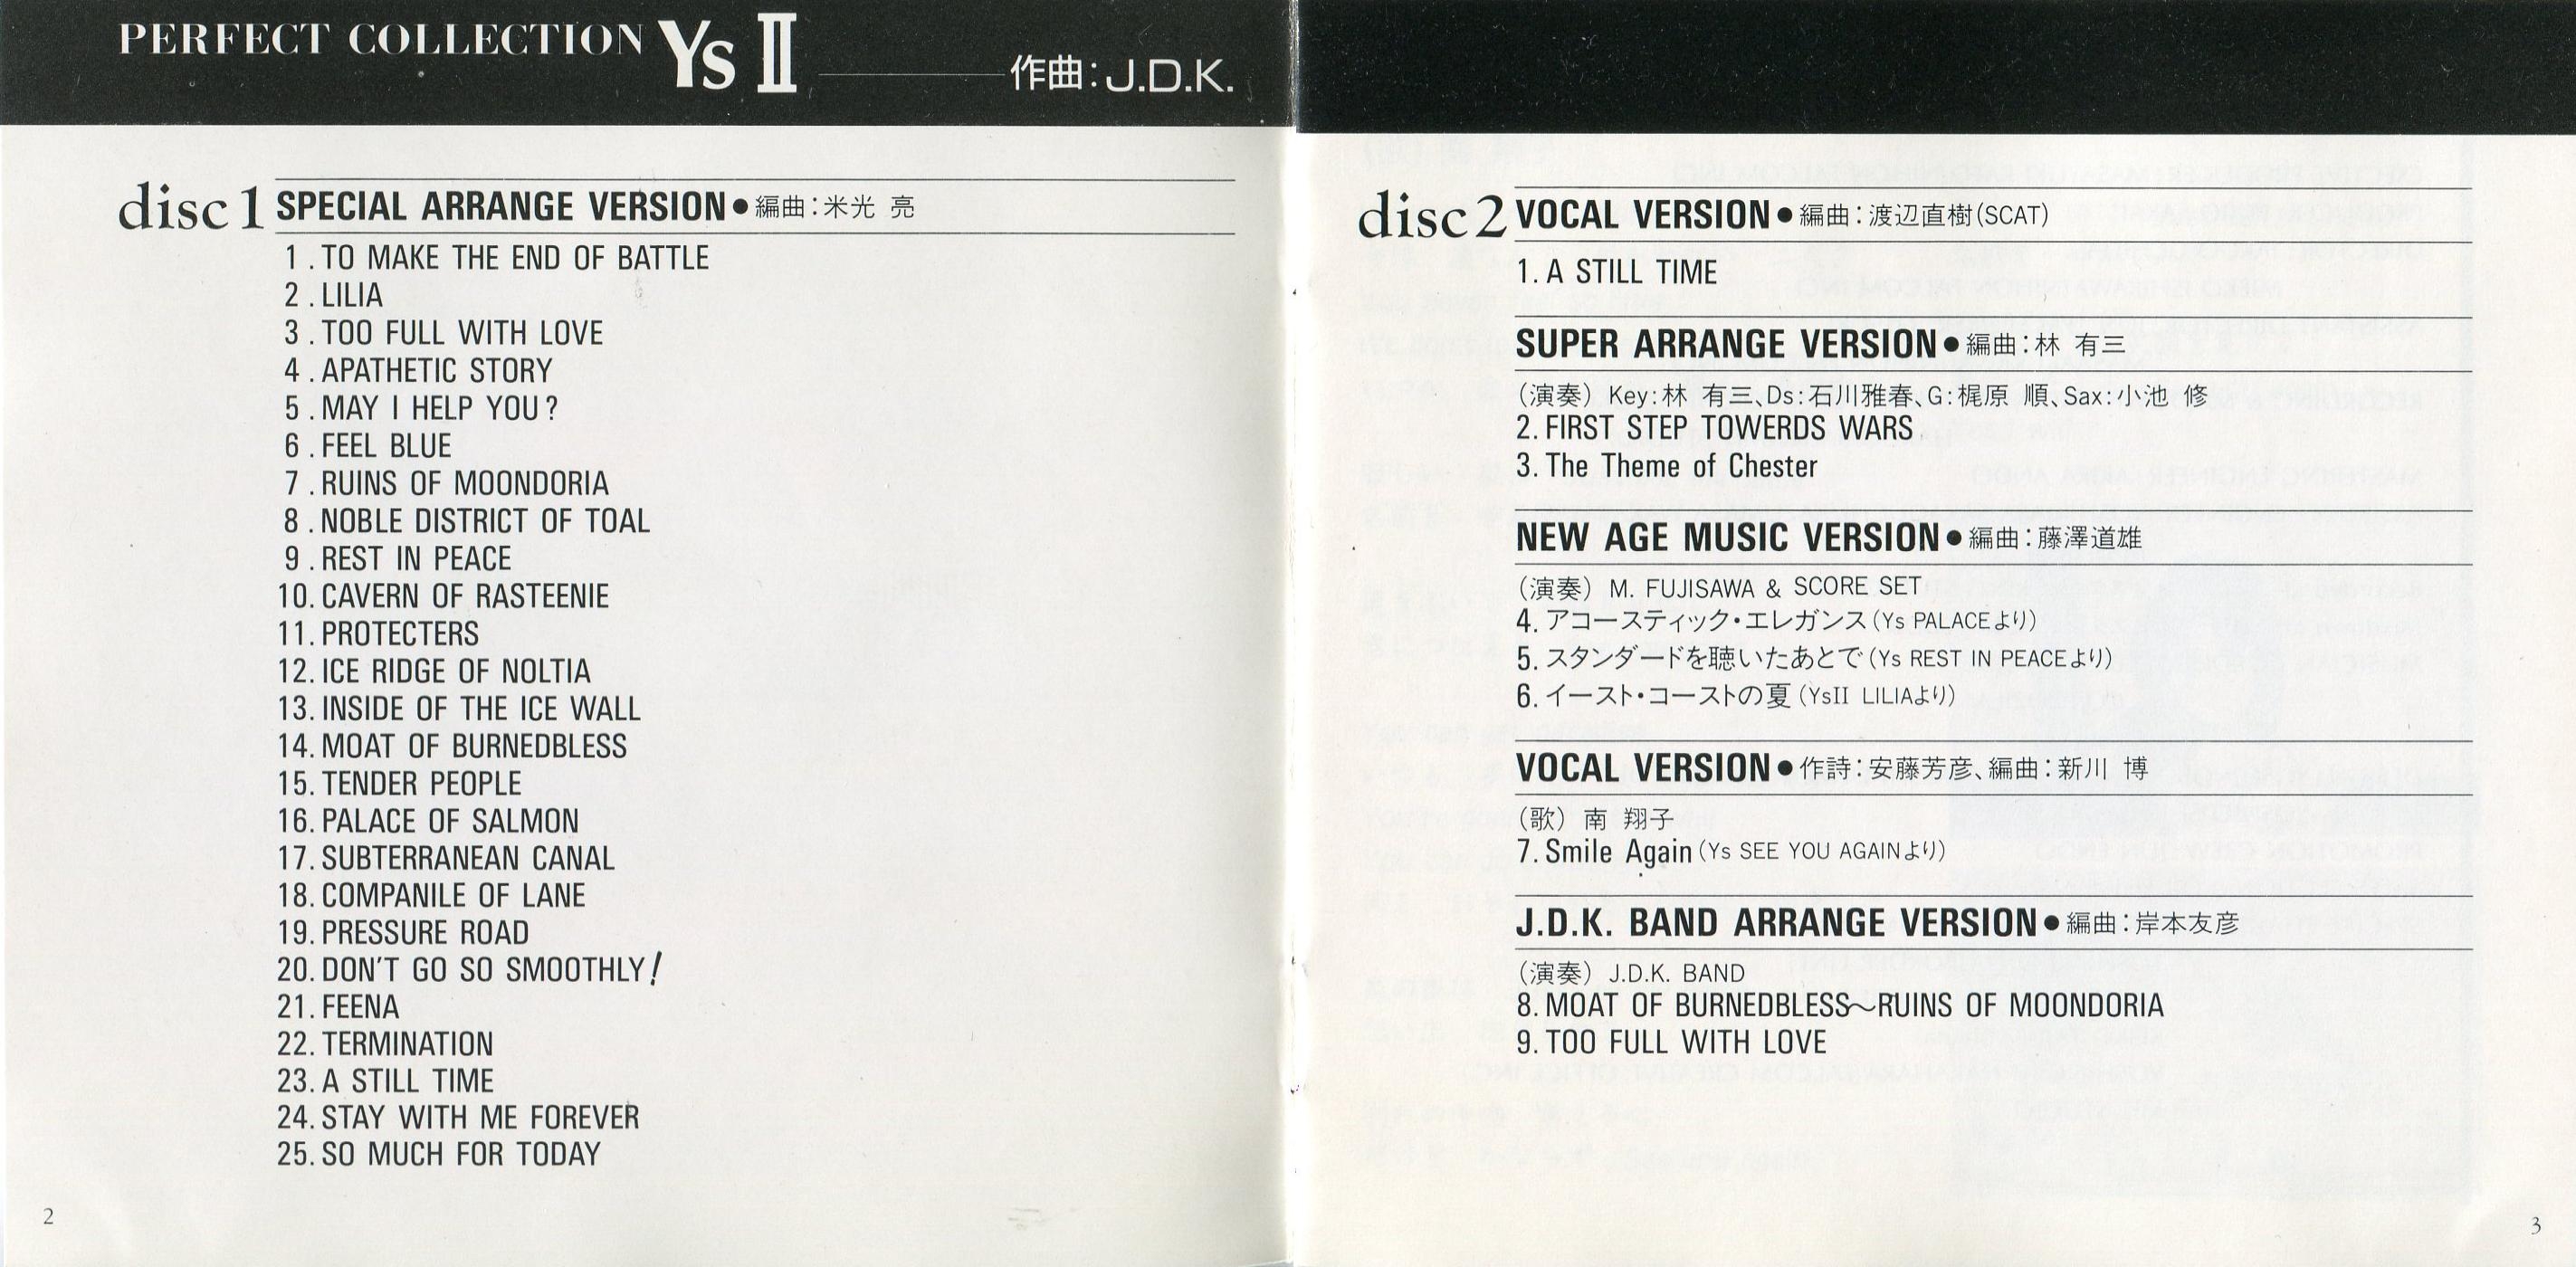 PERFECT COLLECTION Ys II 作曲:J.D.K.
disc 1 SPECIAL ARRANGE VERSION●編曲:米光 亮
1. TO MAKE THE END OF BATTLE
2. LILIA
3. TOO FULL WITH LOVE
4. APATHETIC STORY
5. MAY I HELP YOU?
6. FEEL BLUE
7. RUINS OF MOONDORIA
8. NOBLE DISTRICT OF TOAL
9. REST IN PEACE
10. CAVERN OF RASTEENIE
11. PROTECTERS
12. ICE RIDGE OF NOLTIA
13. INSIDE OF THE ICE WALL
14. MOAT OF BURNEDBLESS
15. TENDER PEOPLE
16. PALACE OF SALMON
17. SUBTERRANEAN CANAL
18. COMPANILE OF LANE
19. PRESSURE ROAD
20. DON'T GO SO SMOOTHLY!
21. FEENA
22. TERMINATION
23. A STILL TIME
24. STAY WITH ME FOREVER
25. SO MUCH FOR TODAY
2
disc 2 VOCAL VERSION●編曲:渡辺直樹(SCAT)
1. A STILL TIME
SUPER ARRANGE VERSION●編曲:林 有三
(演奏) Key:林 有三、Ds:石川雅春、G:梶原 順、Sax:小池 修
2. FIRST STEP TOWERDS WARS
3. The Theme of Chester
NEW AGE MUSIC VERSION●編曲:藤澤道雄
(演奏) M. FUJISAWA & SCORE SET
4. アコースティック・エレガンス(Ys PALACEより)
5. スタンダードを聴いたあとで(Ys REST IN PEACEより)
6. イースト・コーストの夏(YsII LILIAより)
VOCAL VERSION●作詩:安藤芳彦、編曲:新川 博
(歌) 南 翔子
7. Smile Again(Ys SEE YOU AGAINより)
J.D.K. BAND ARRANGE VERSION●編曲:岸本友彦
(演奏) J.D.K. BAND
8. MOAT OF BURNEDBLESS〜RUINS OF MOONDORIA
9. TOO FULL WITH LOVE
3